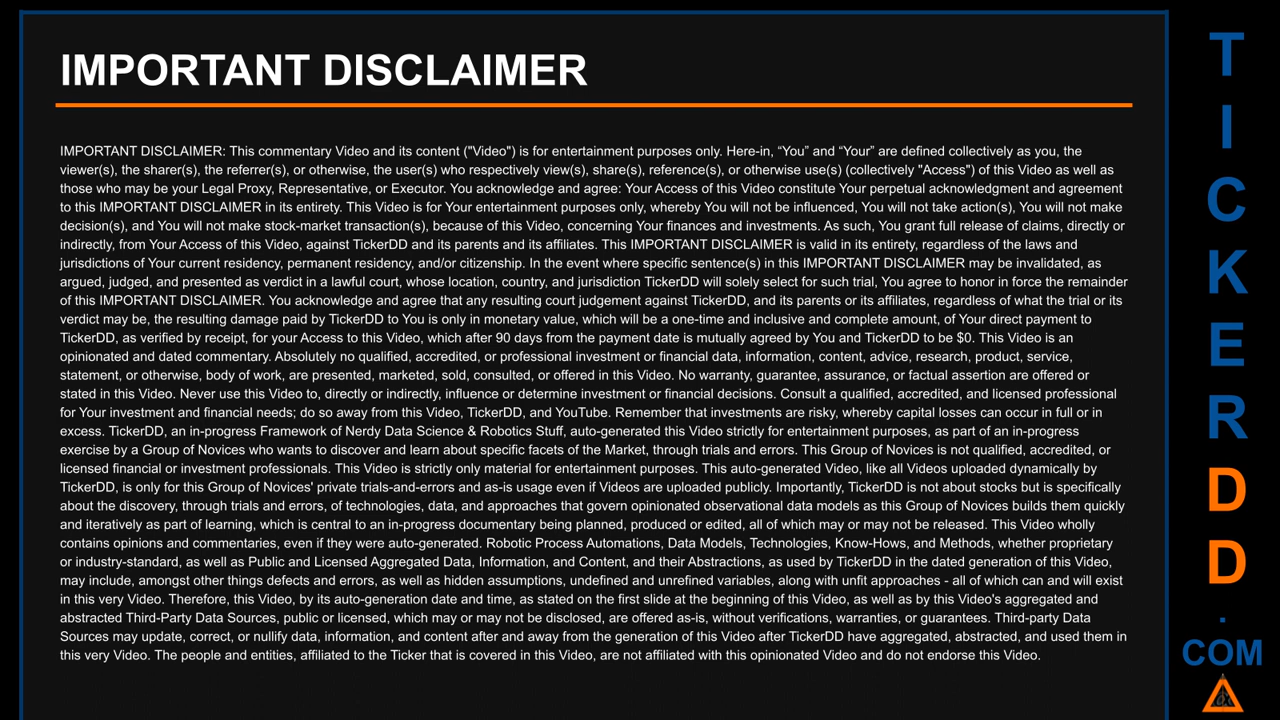 IMPORTANT DISCLAIMER
IMPORTANT DISCLAIMER: This commentary Video and its content ("Video") is for entertainment purposes only. Here-in, “You” and “Your” are defined collectively as you, the
viewer(s), the sharer(s), the referrer(s), or otherwise, the user(s) who respectively view(s), share(s), reference(s), or otherwise use(s) (collectively "Access") of this Video as well as
those who may be your Legal Proxy, Representative, or Executor. You acknowledge and agree: Your Access of this Video constitute Your perpetual acknowledgment and agreement
to this IMPORTANT DISCLAIMER in its entirety. This Video is for Your entertainment purposes only, whereby You will not be influenced, You will not take action(s), You will not make
decision(s), and You will not make stock-market transaction(s), because of this Video, concerning Your finances and investments. As such, You grant full release of claims, directly or
indirectly, from Your Access of this Video, against TickerDD and its parents and its affiliates. This IMPORTANT DISCLAIMER is valid in its entirety, regardless of the laws and
jurisdictions of Your current residency, permanent residency, and/or citizenship. In the event where specific sentence(s) in this IMPORTANT DISCLAIMER may be invalidated, as
argued, judged, and presented as verdict in a lawful court, whose location, country, and jurisdiction TickerDD will solely select for such trial, You agree to honor in force the remainder
of this IMPORTANT DISCLAIMER. You acknowledge and agree that any resulting court judgement against TickerDD, and its parents or its affiliates, regardless of what the trial or its
verdict may be, the resulting damage paid by TickerDD to You is only in monetary value, which will be a one-time and inclusive and complete amount, of Your direct payment to
TickerDD, as verified by receipt, for your Access to this Video, which after 90 days from the payment date is mutually agreed by You and TickerDD to be $0. This Video is an
opinionated and dated commentary. Absolutely no qualified, accredited, or professional investment or financial data, information, content, advice, research, product, service,
statement, or otherwise, body of work, are presented, marketed, sold, consulted, or offered in this Video. No warranty, guarantee, assurance, or factual assertion are offered or
stated in this Video. Never use this Video to, directly or indirectly, influence or determine investment or financial decisions. Consult a qualified, accredited, and licensed professional
for Your investment and financial needs; do so away from this Video, TickerDD, and YouTube. Remember that investments are risky, whereby capital losses can occur in full or in
excess. TickerDD, an in-progress Framework of Nerdy Data Science & Robotics Stuff, auto-generated this Video strictly for entertainment purposes, as part of an in-progress
exercise by a Group of Novices who wants to discover and learn about specific facets of the Market, through trials and errors. This Group of Novices is not qualified, accredited, or
licensed financial or investment professionals. This Video is strictly only material for entertainment purposes. This auto-generated Video, like all Videos uploaded dynamically by
TickerDD, is only for this Group of Novices' private trials-and-errors and as-is usage even if Videos are uploaded publicly. Importantly, TickerDD is not about stocks but is specifically
about the discovery, through trials and errors, of technologies, data, and approaches that govern opinionated observational data models as this Group of Novices builds them quickly
and iteratively as part of learning, which is central to an in-progress documentary being planned, produced or edited, all of which may or may not be released. This Video wholly
contains opinions and commentaries, even if they were auto-generated. Robotic Process Automations, Data Models, Technologies, Know-Hows, and Methods, whether proprietary
or industry-standard, as well as Public and Licensed Aggregated Data, Information, and Content, and their Abstractions, as used by TickerDD in the dated generation of this Video,
may include, amongst other things defects and errors, as well as hidden assumptions, undefined and unrefined variables, along with unfit approaches - all of which can and will exist
in this very Video. Therefore, this Video, by its auto-generation date and time, as stated on the first slide at the beginning of this Video, as well as by this Video's aggregated and
abstracted Third-Party Data Sources, public or licensed, which may or may not be disclosed, are offered as-is, without verifications, warranties, or guarantees. Third-party Data
Sources may update, correct, or nullify data, information, and content after and away from the generation of this Video after TickerDD have aggregated, abstracted, and used them in
this very Video. The people and entities, affiliated to the Ticker that is covered in this Video, are not affiliated with this opinionated Video and do not endorse this Video.
T
I
C
K
E
R
D
D
.
COM